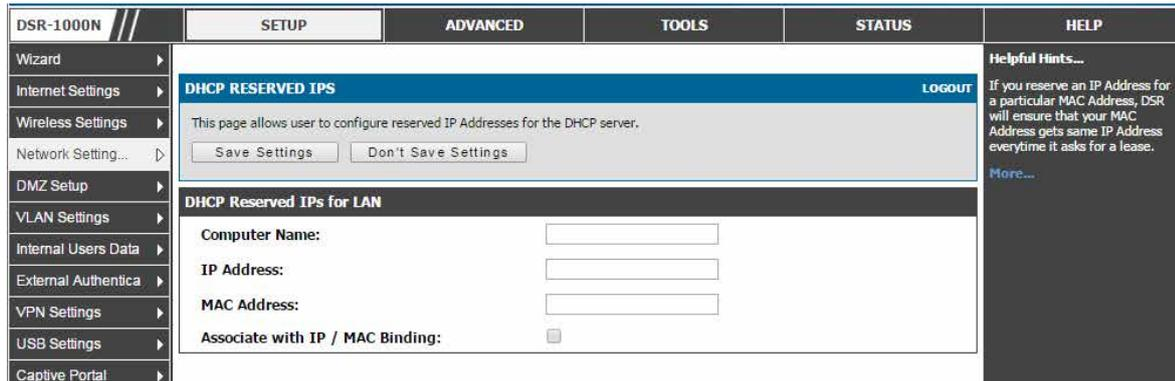 DSR-1000N
SETUP
ADVANCED
TOOLS
STATUS
HELP
Wizard
Internet Settings
Wireless Settings
Network Setting...
DMZ Setup
VLAN Settings
Internal Users Data
External Authentica
VPN Settings
USB Settings
Captive Portal
DHCP RESERVED IPS
LOGOUT
This page allows user to configure reserved IP Addresses for the DHCP server.
Save Settings
Don't Save Settings
DHCP Reserved IPs for LAN
Computer Name:
IP Address:
MAC Address:
Associate with IP / MAC Binding:
Helpful Hints...
If you reserve an IP Address for
a particular MAC Address, DSR
will ensure that your MAC
Address gets same IP Address
everytime it asks for a lease.
More...